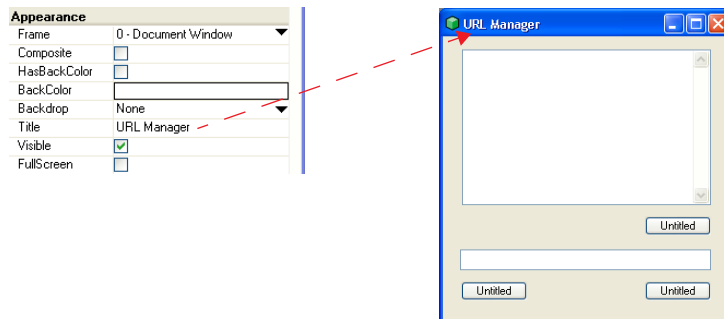 Appearance
Frame 0 - Document Window
Composite
HasBackColor
BackColor
Backdrop None
Title URL Manager
Visible
FullScreen
URL Manager
Untitled
Untitled Untitled